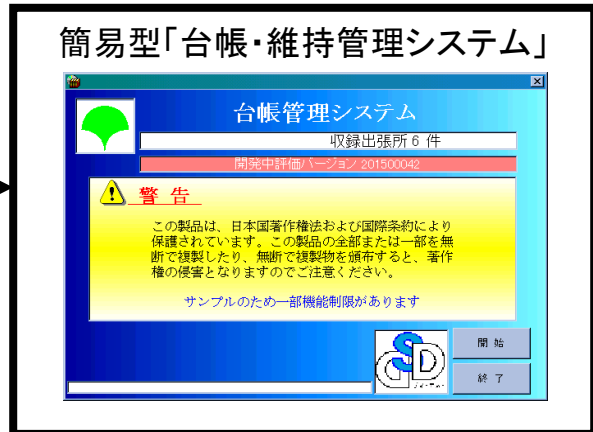 簡易型「台帳・維持管理システム」
台帳管理システム
収録出張所 6 件
開発中評価バージョン 201500042
警 告
この製品は、日本国著作権法および国際条約により
保護されています。この製品の全部または一部を無
断で複製したり、無断で複製物を頒布すると、著作
権の侵害となりますのでご注意ください。
サンプルのため一部機能制限があります
GSD
開 始
終 了